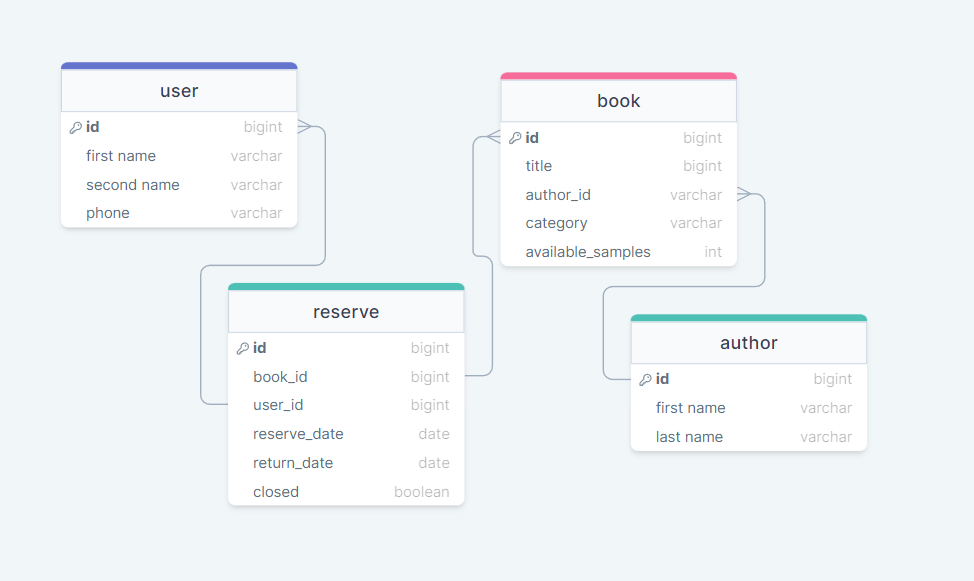 user
id bigint
first name varchar
second name varchar
phone varchar
book
id bigint
title bigint
author_id varchar
category varchar
available_samples int
reserve
id bigint
book_id bigint
user_id bigint
reserve_date date
return_date date
closed boolean
author
id bigint
first name varchar
last name varchar